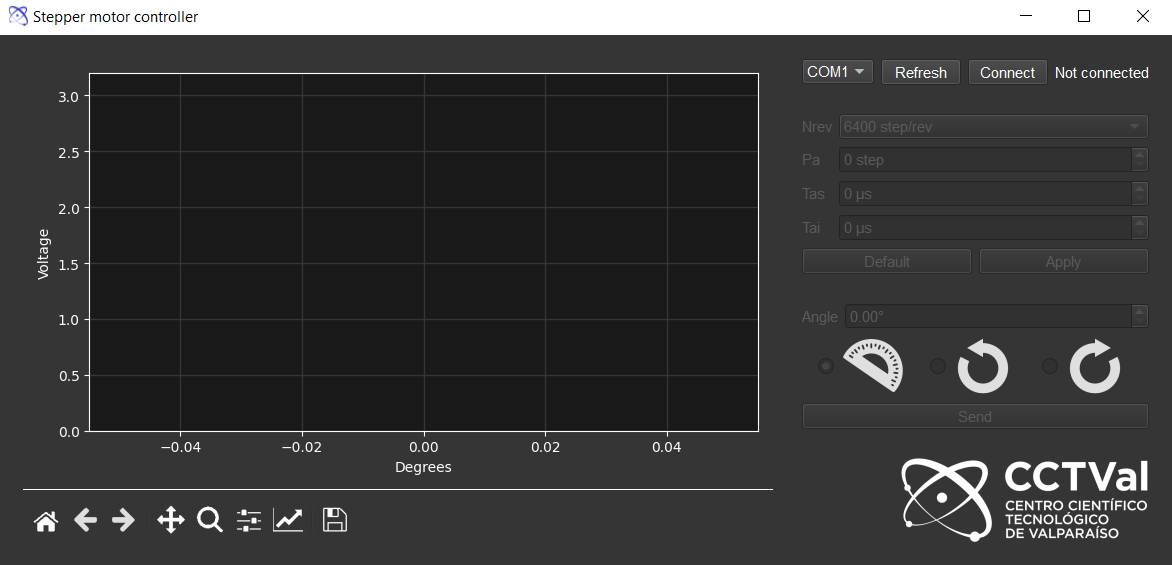 Stepper motor controller
COM1 Refresh Connect Not connected
3.0
2.5
2.0
1.5
1.0
0.5
0.0
Voltage
−0.04 −0.02 0.00 0.02 0.04
Degrees
Nrev 6400 step/rev
Pa 0 step
Tas 0 µs
Tai 0 µs
Default Apply
Angle 0.00°
Send
CCTVal
CENTRO CIENTÍFICO
TECNOLÓGICO
DE VALPARAÍSO